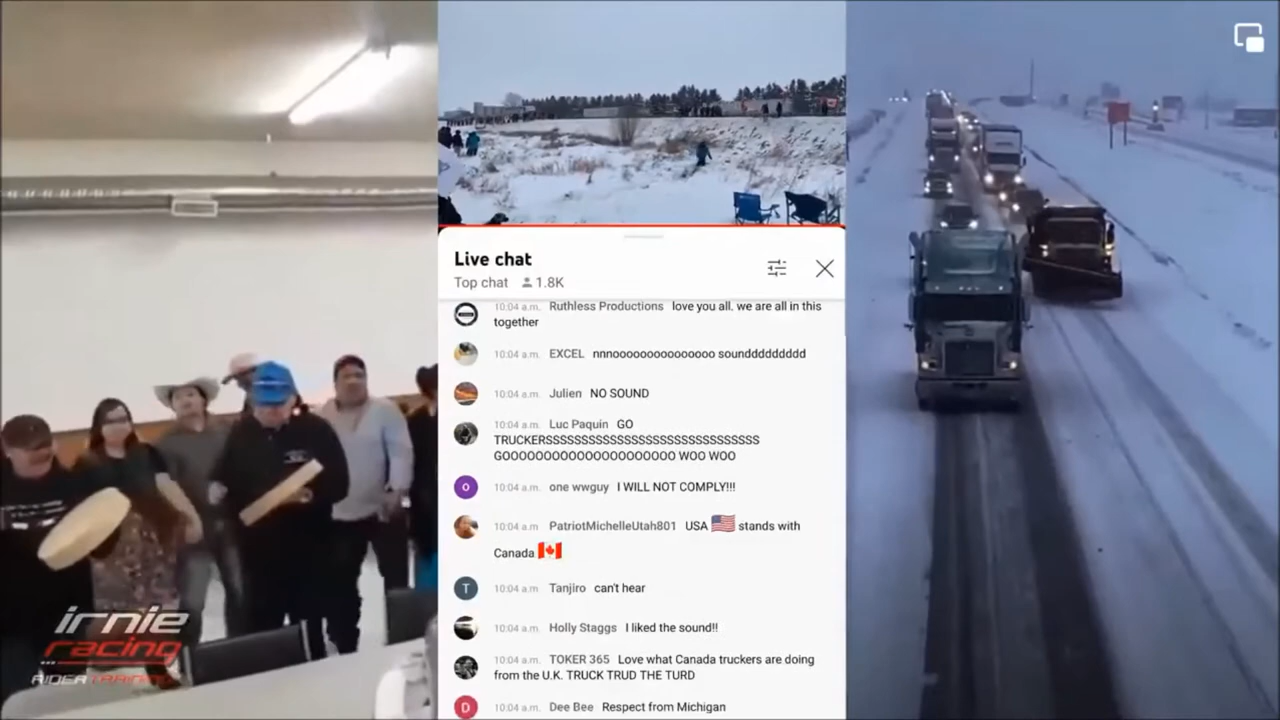 irnie
racing
RIDER TRAINING
Live chat
Top chat 1.8K
10:04 a.m. Ruthless Productions love you all. we are all in this
together
10:04 a.m. EXCEL nnnooooooooooooooo sounddddddddd
10:04 a.m. Julien NO SOUND
10:04 a.m. Luc Paquin GO
TRUCKERSSSSSSSSSSSSSSSSSSSSSSSSSSSSSS
GOOOOOOOOOOOOOOOOOOOOO WOO WOO
O 10:04 a.m. one wwguy I WILL NOT COMPLY!!!
10:04 a.m. PatriotMichelleUtah801 USA 🇺🇸 stands with
Canada 🇨🇦
T 10:04 a.m. Tanjiro can't hear
10:04 a.m. Holly Staggs I liked the sound!!
10:04 a.m. TOKER 365 Love what Canada truckers are doing
from the U.K. TRUCK TRUD THE TURD
D 10:04 a.m. Dee Bee Respect from Michigan